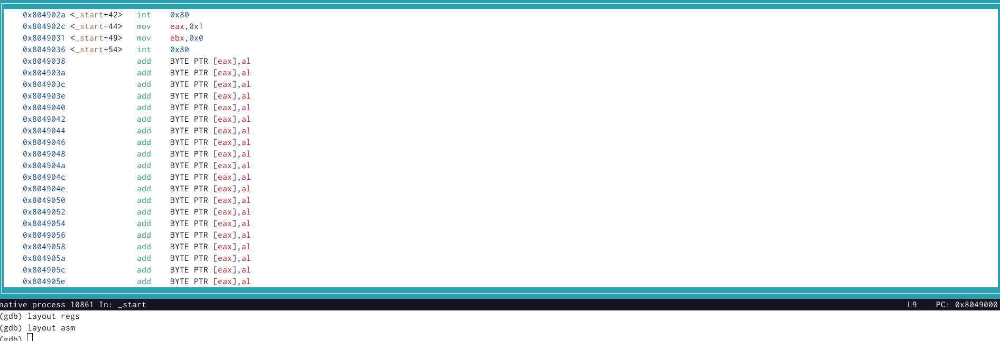 0x804902a <_start+42> int 0x80
0x804902c <_start+44> mov eax,0x1
0x8049031 <_start+49> mov ebx,0x0
0x8049036 <_start+54> int 0x80
0x8049038 add BYTE PTR [eax],al
0x804903a add BYTE PTR [eax],al
0x804903c add BYTE PTR [eax],al
0x804903e add BYTE PTR [eax],al
0x8049040 add BYTE PTR [eax],al
0x8049042 add BYTE PTR [eax],al
0x8049044 add BYTE PTR [eax],al
0x8049046 add BYTE PTR [eax],al
0x8049048 add BYTE PTR [eax],al
0x804904a add BYTE PTR [eax],al
0x804904c add BYTE PTR [eax],al
0x804904e add BYTE PTR [eax],al
0x8049050 add BYTE PTR [eax],al
0x8049052 add BYTE PTR [eax],al
0x8049054 add BYTE PTR [eax],al
0x8049056 add BYTE PTR [eax],al
0x8049058 add BYTE PTR [eax],al
0x804905a add BYTE PTR [eax],al
0x804905c add BYTE PTR [eax],al
0x804905e add BYTE PTR [eax],al
native process 10861 In: _start L9 PC: 0x8049000
(gdb) layout regs
(gdb) layout asm
(gdb)